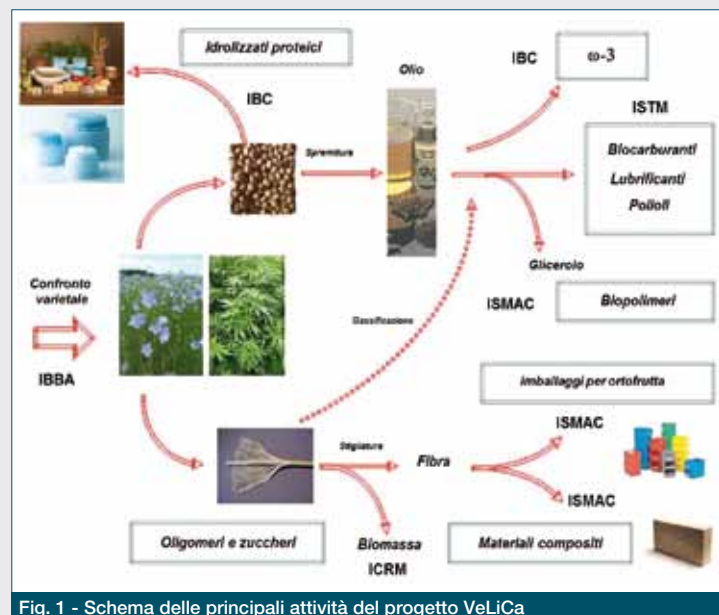 Idrolizzati proteici
IBC
Olio
IBC
ω-3
ISTM
Spremitura
Biocarburanti
Lubrificanti
Polioli
Confronto
varietale
IBBA
Glicerolo
ISMAC
Biopolimeri
Gassificazione
imballaggi per ortofrutta
ISMAC
Stigliatura
Fibra
ISMAC
Oligomeri e zuccheri
Biomassa
ICRM
Materiali compositi
Fig. 1 - Schema delle principali attività del progetto VeLiCa